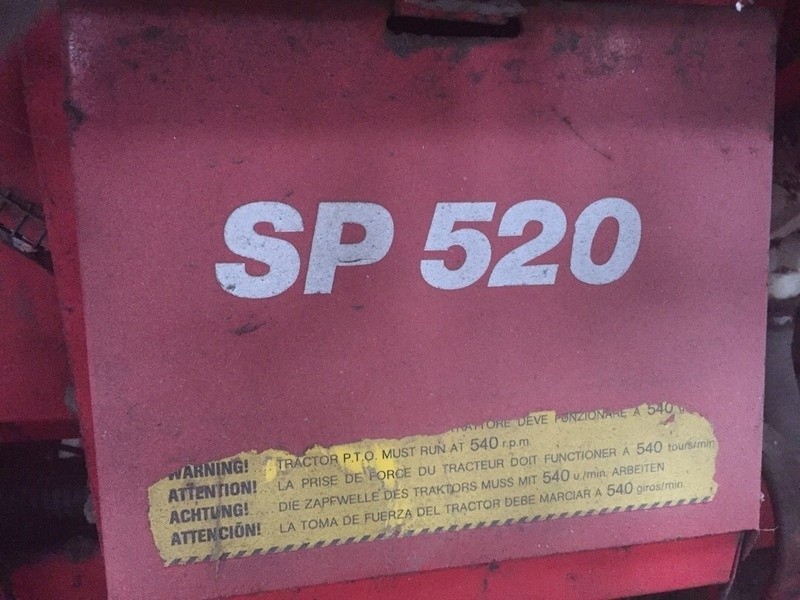 SP 520
TRATTORE DEVE FUNZIONARE A 540
WARNING! TRACTOR P.T.O. MUST RUN AT 540 r.p.m.
ATTENTION! LA PRISE DE FORCE DU TRACTEUR DOIT FUNCTIONER A 540 tours/min
ACHTUNG! DIE ZAPFWELLE DES TRAKTORS MUSS MIT 540 u./min. ARBEITEN
ATTENCIÓN! LA TOMA DE FUERZA DEL TRACTOR DEBE MARCIAR A 540 giros/min.